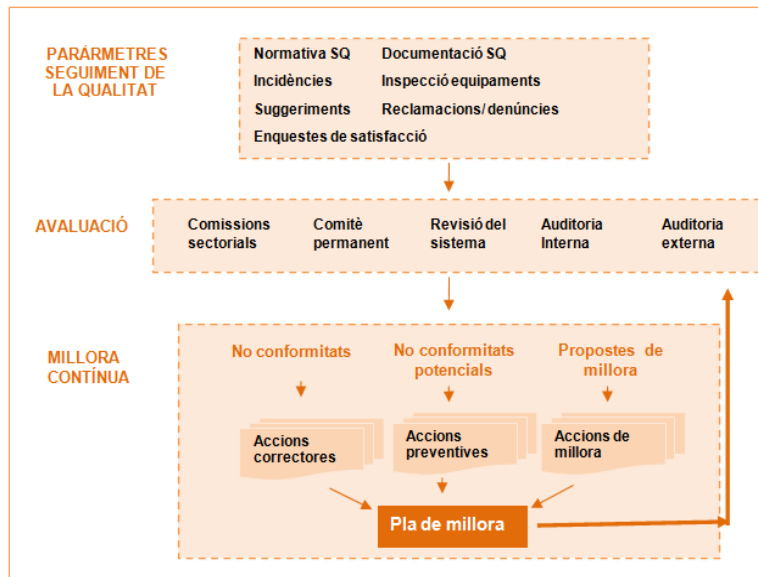 PARÀRMETRES
SEGUIMENT DE
LA QUALITAT
Normativa SQ Documentació SQ
Incidències Inspecció equipaments
Suggeriments Reclamacions/ denúncies
Enquestes de satisfacció
AVALUACIÓ
Comissions
sectorials
Comitè
permanent
Revisió del
sistema
Auditoria
Interna
Auditoria
externa
MILLORA
CONTÍNUA
No conformitats
No conformitats
potencials
Propostes de
millora
Accions
correctores
Accions
preventives
Accions de
millora
Pla de millora